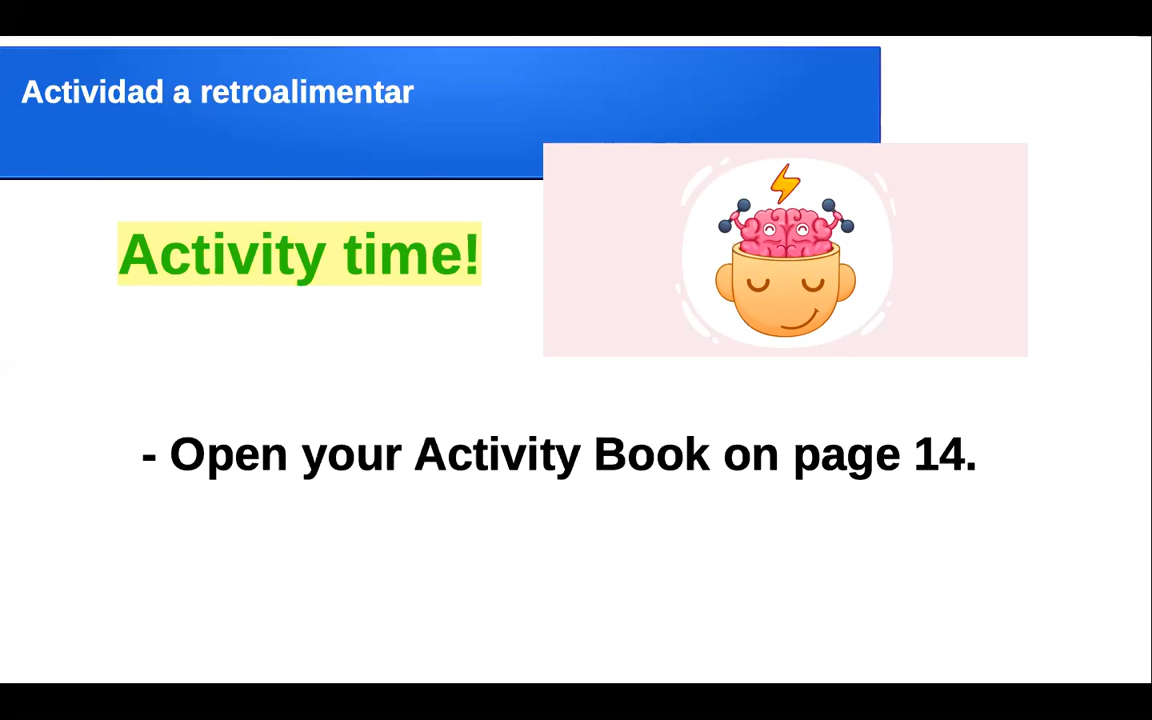 Actividad a retroalimentar
Activity time!
- Open your Activity Book on page 14.